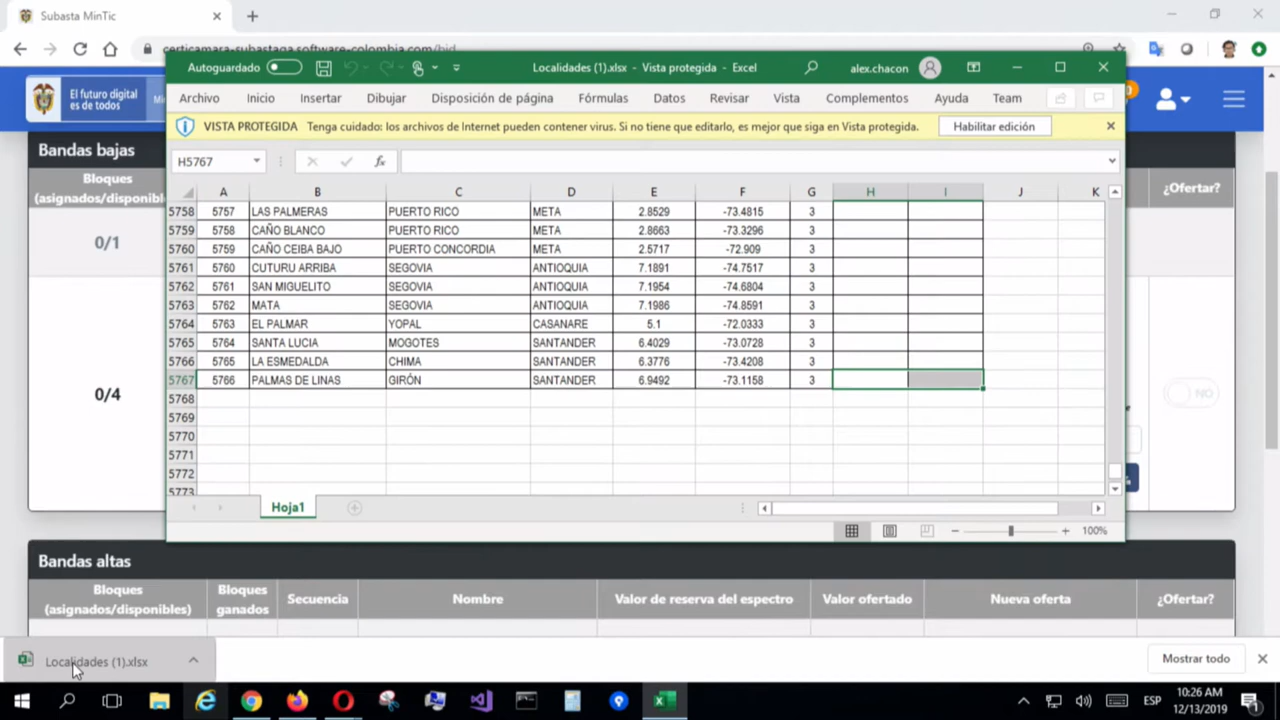 Subasta MinTic
certicamara-subastaga.software-colombia.com/bid
Autoguardado
Localidades (1).xlsx - Vista protegida - Excel
alex.chacon
El futuro digital
es de todos
Archivo Inicio Insertar Dibujar Disposición de página Fórmulas Datos Revisar Vista Complementos Ayuda Team
VISTA PROTEGIDA Tenga cuidado: los archivos de Internet pueden contener virus. Si no tiene que editarlo, es mejor que siga en Vista protegida. Habilitar edición
Bandas bajas
Bloques
(asignados/disponibles
¿Ofertar?
0/1
0/4
NO
H5767
fx
A B C D E F G H I J K
5758 5757 LAS PALMERAS PUERTO RICO META 2.8529 -73.4815 3
5759 5758 CAÑO BLANCO PUERTO RICO META 2.8663 -73.3296 3
5760 5759 CAÑO CEIBA BAJO PUERTO CONCORDIA META 2.5717 -72.909 3
5761 5760 CUTURU ARRIBA SEGOVIA ANTIOQUIA 7.1891 -74.7517 3
5762 5761 SAN MIGUELITO SEGOVIA ANTIOQUIA 7.1954 -74.6804 3
5763 5762 MATA SEGOVIA ANTIOQUIA 7.1986 -74.8591 3
5764 5763 EL PALMAR YOPAL CASANARE 5.1 -72.0333 3
5765 5764 SANTA LUCIA MOGOTES SANTANDER 6.4029 -73.0728 3
5766 5765 LA ESMEDALDA CHIMA SANTANDER 6.3776 -73.4208 3
5767 5766 PALMAS DE LINAS GIRÓN SANTANDER 6.9492 -73.1158 3
5768
5769
5770
5771
5772
5773
Hoja1
100%
Bandas altas
Bloques
(asignados/disponibles)
Bloques
ganados
Secuencia
Nombre
Valor de reserva del espectro
Valor ofertado
Nueva oferta
¿Ofertar?
Localidades (1).xlsx
Mostrar todo
ESP
10:26 AM
12/13/2019
1